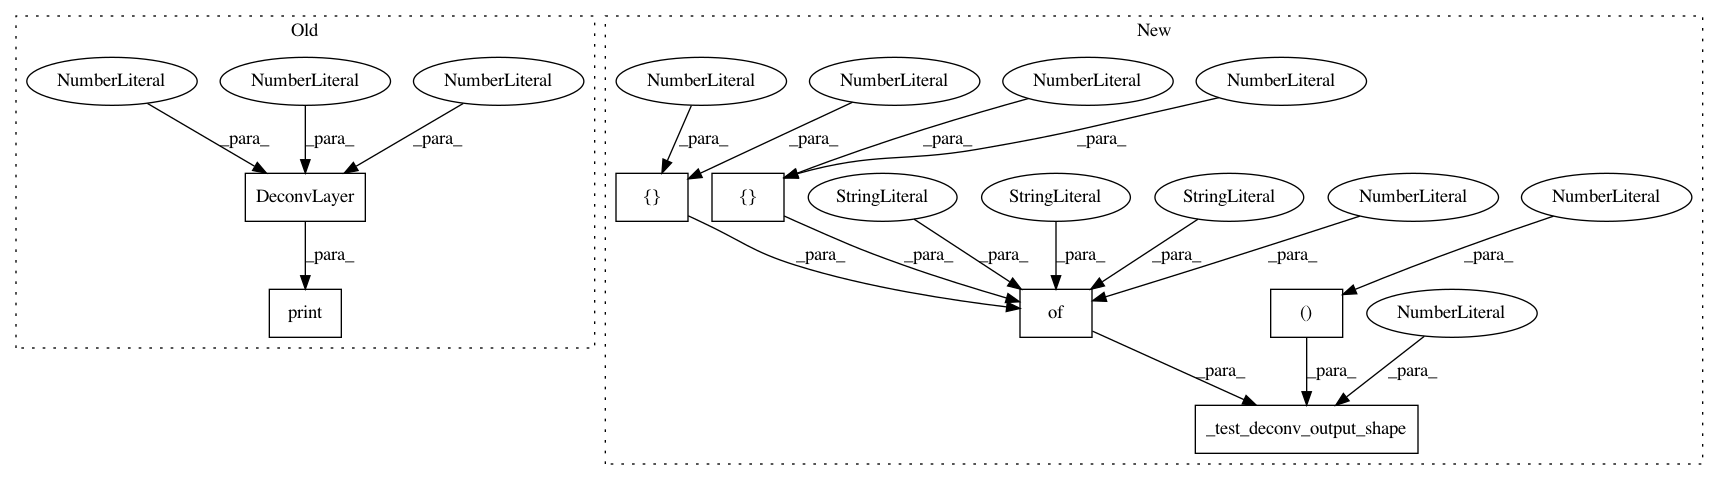 Old
New
NumberLiteral NumberLiteral NumberLiteral NumberLiteral NumberLiteral NumberLiteral NumberLiteral
_para_ _para_ _para_ _para_ _para_ _para_ _para_
DeconvLayer {} {} StringLiteral StringLiteral StringLiteral NumberLiteral NumberLiteral
_para_ _para_ _para_ _para_ _para_ _para_ _para_ _para_
print of () NumberLiteral
_para_ _para_ _para_
_test_deconv_output_shape